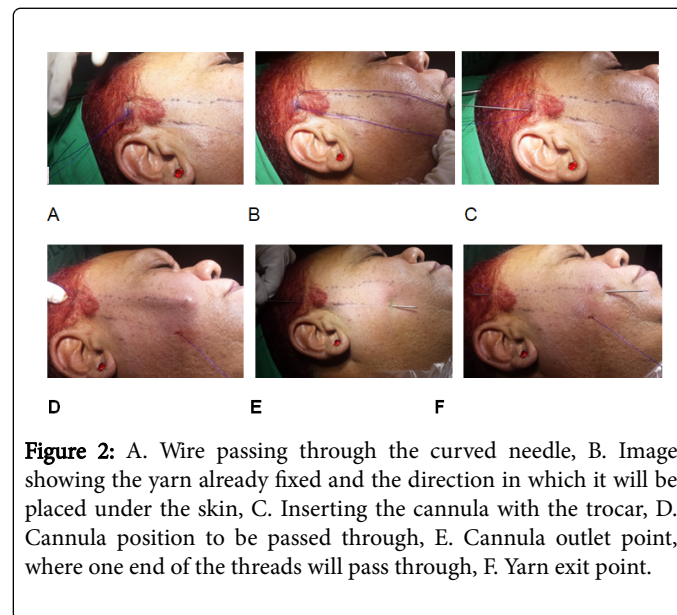 A B C
D E F
Figure 2: A. Wire passing through the curved needle, B. Image
showing the yarn already fixed and the direction in which it will be
placed under the skin, C. Inserting the cannula with the trocar, D.
Cannula position to be passed through, E. Cannula outlet point,
where one end of the threads will pass through, F. Yarn exit point.